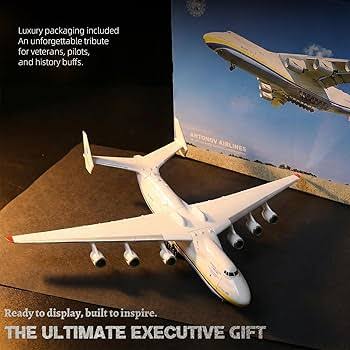 Luxury packaging included
An unforgettable tribute
for veterans, pilots,
and history buffs.
ANTONOV AIRLINES
Ready to display, built to inspire.
THE ULTIMATE EXECUTIVE GIFT